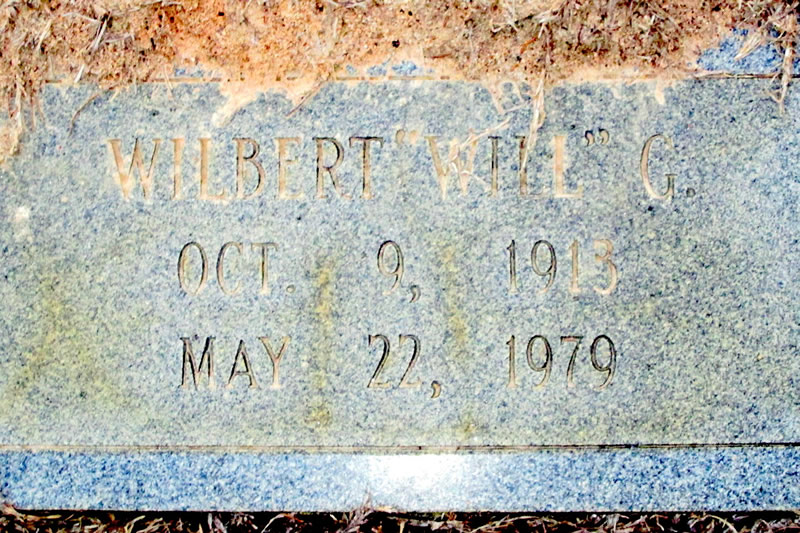 WILBERT "WILL" G.
OCT. 9, 1913
MAY 22, 1979